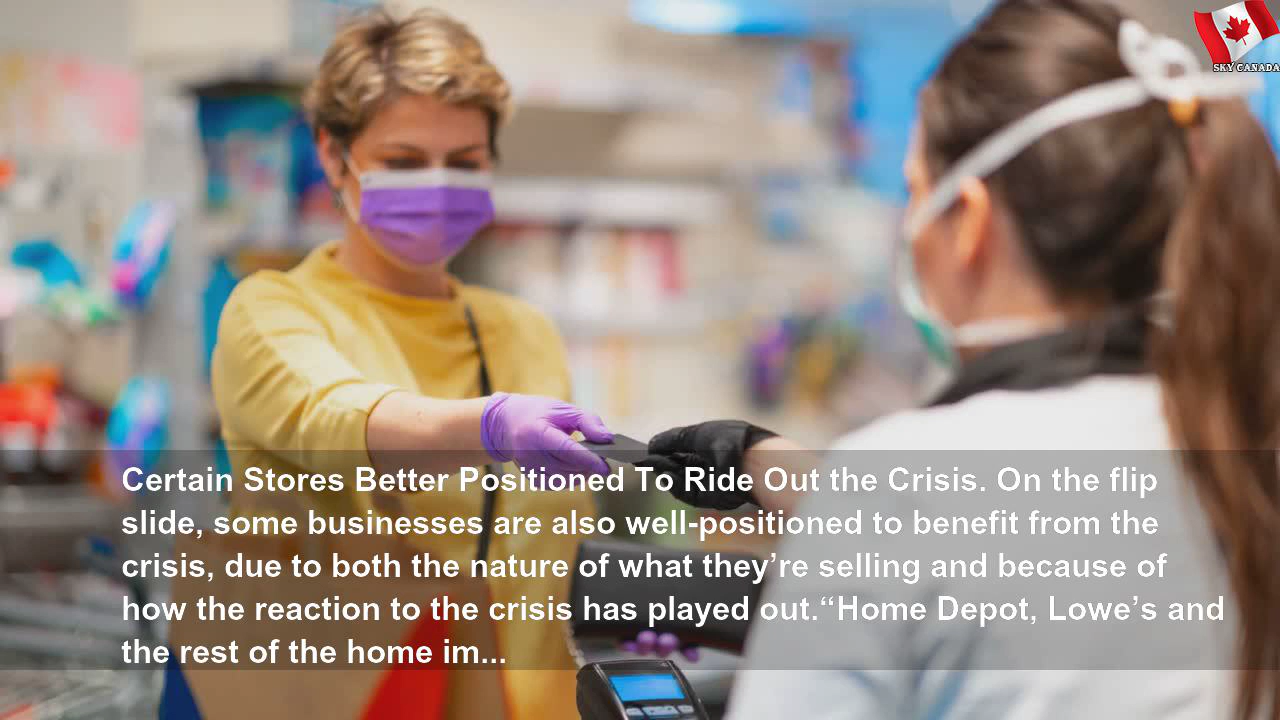 SKY CANADA
Certain Stores Better Positioned To Ride Out the Crisis. On the flip
slide, some businesses are also well-positioned to benefit from the
crisis, due to both the nature of what they’re selling and because of
how the reaction to the crisis has played out.“Home Depot, Lowe’s and
the rest of the home im...